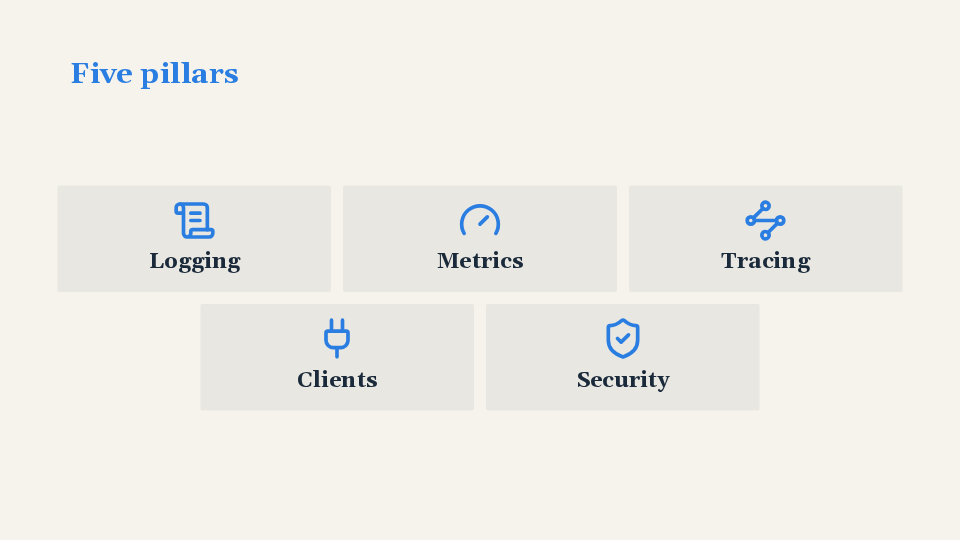 Five pillars
Logging
Metrics
Tracing
Clients
Security